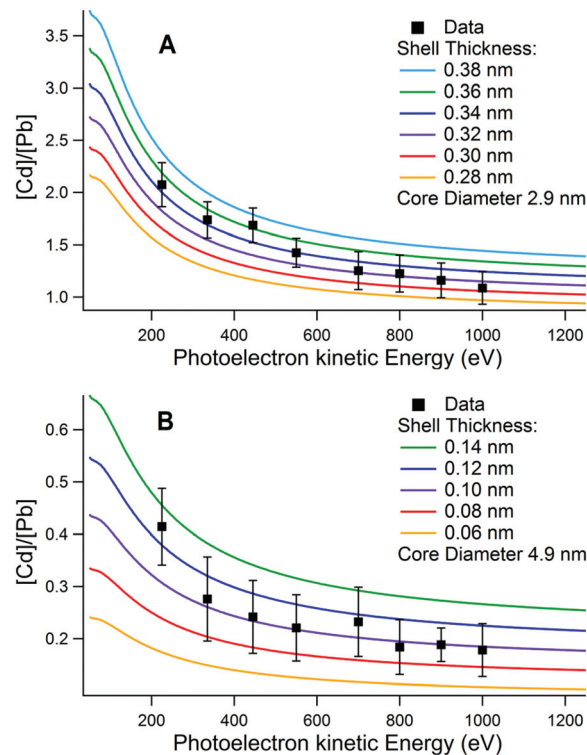 A
■ Data
Shell Thickness:
0.38 nm
0.36 nm
0.34 nm
0.32 nm
0.30 nm
0.28 nm
Core Diameter 2.9 nm
[Cd]/[Pb]
3.5
3.0
2.5
2.0
1.5
1.0
200 400 600 800 1000 1200
Photoelectron kinetic Energy (eV)
B
■ Data
Shell Thickness:
0.14 nm
0.12 nm
0.10 nm
0.08 nm
0.06 nm
Core Diameter 4.9 nm
[Cd]/[Pb]
0.6
0.5
0.4
0.3
0.2
200 400 600 800 1000 1200
Photoelectron kinetic Energy (eV)